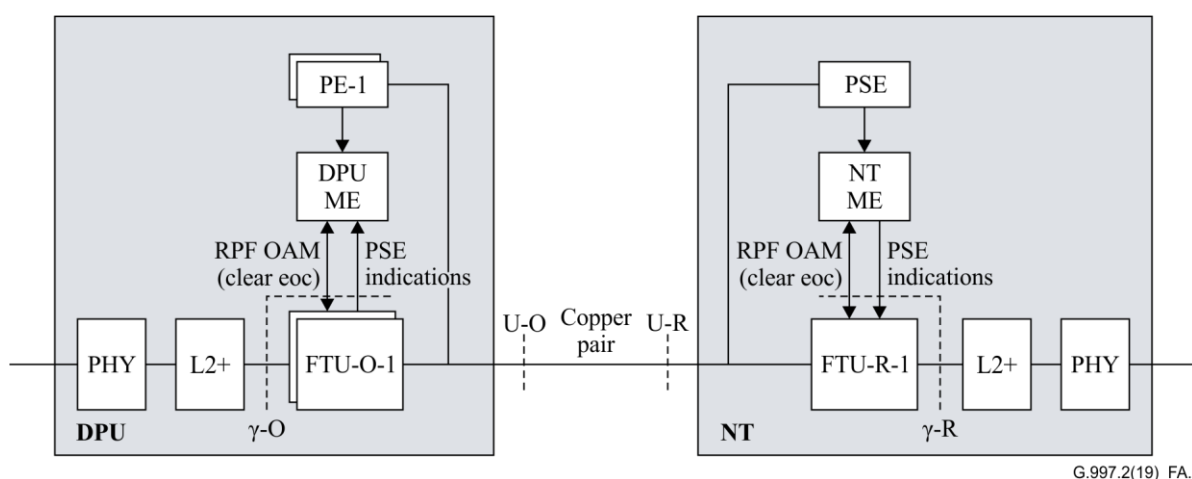 PE-1
PSE
DPU
ME
NT
ME
RPF OAM
(clear eoc)
PSE
indications
RPF OAM
(clear eoc)
PSE
indications
U-O
Copper
pair
U-R
PHY
L2+
FTU-O-1
FTU-R-1
L2+
PHY
DPU
γ-O
NT
γ-R
G.997.2(19)_FA.